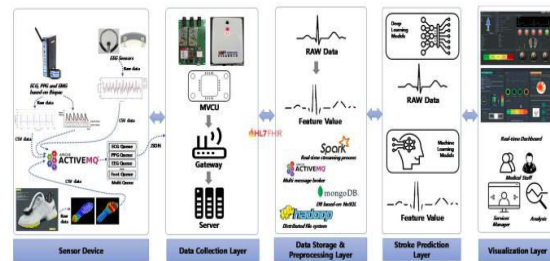 EEG Sensors
Raw data
ECG, PPG and EMG
based on Biopac
Raw data
CSV data
CSV data
CSV data
JSON
ACTIVEMQ
ECG Queue
PPG Queue
EEG Queue
Foot Queue
Multi Queue
CSV data
Raw
data
Sensor Device
MVCU
Gateway
Server
Data Collection Layer
HL7 FHIR
RAW Data
Feature Value
Spark
Real-time streaming process
ACTIVEMQ
Multi message broker
mongoDB
DB based on NoSQL
hadoop
Distributed file system
Data Storage &
Preprocessing Layer
Deep
Learning
Models
RAW Data
Machine
Learning
Models
Feature Value
Stroke Prediction
Layer
Real-time Dashboard
Medical Staff
Services
Manager
Analysis
Visualization Layer